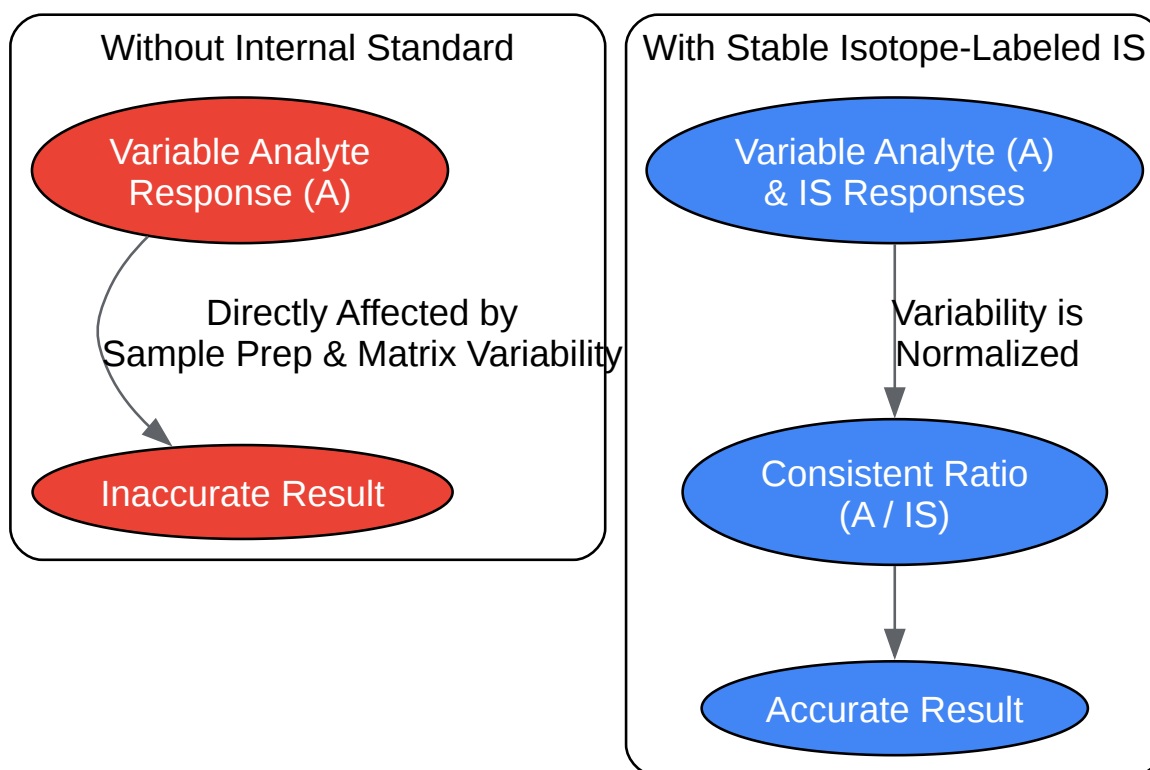 Without Internal Standard
Variable Analyte
Response (A)
Directly Affected by
Sample Prep & Matrix Variability
Inaccurate Result
With Stable Isotope-Labeled IS
Variable Analyte (A)
& IS Responses
Variability is
Normalized
Consistent Ratio
(A / IS)
Accurate Result